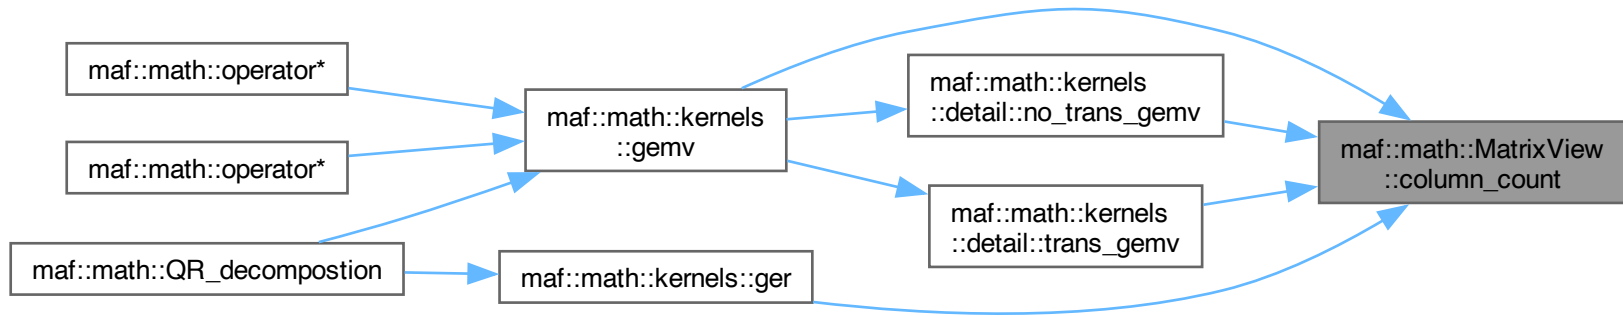 maf::math::operator*
maf::math::operator*
maf::math::QR_decompostion
maf::math::kernels
::gemv
maf::math::kernels::ger
maf::math::kernels
::detail::no_trans_gemv
maf::math::kernels
::detail::trans_gemv
maf::math::MatrixView
::column_count